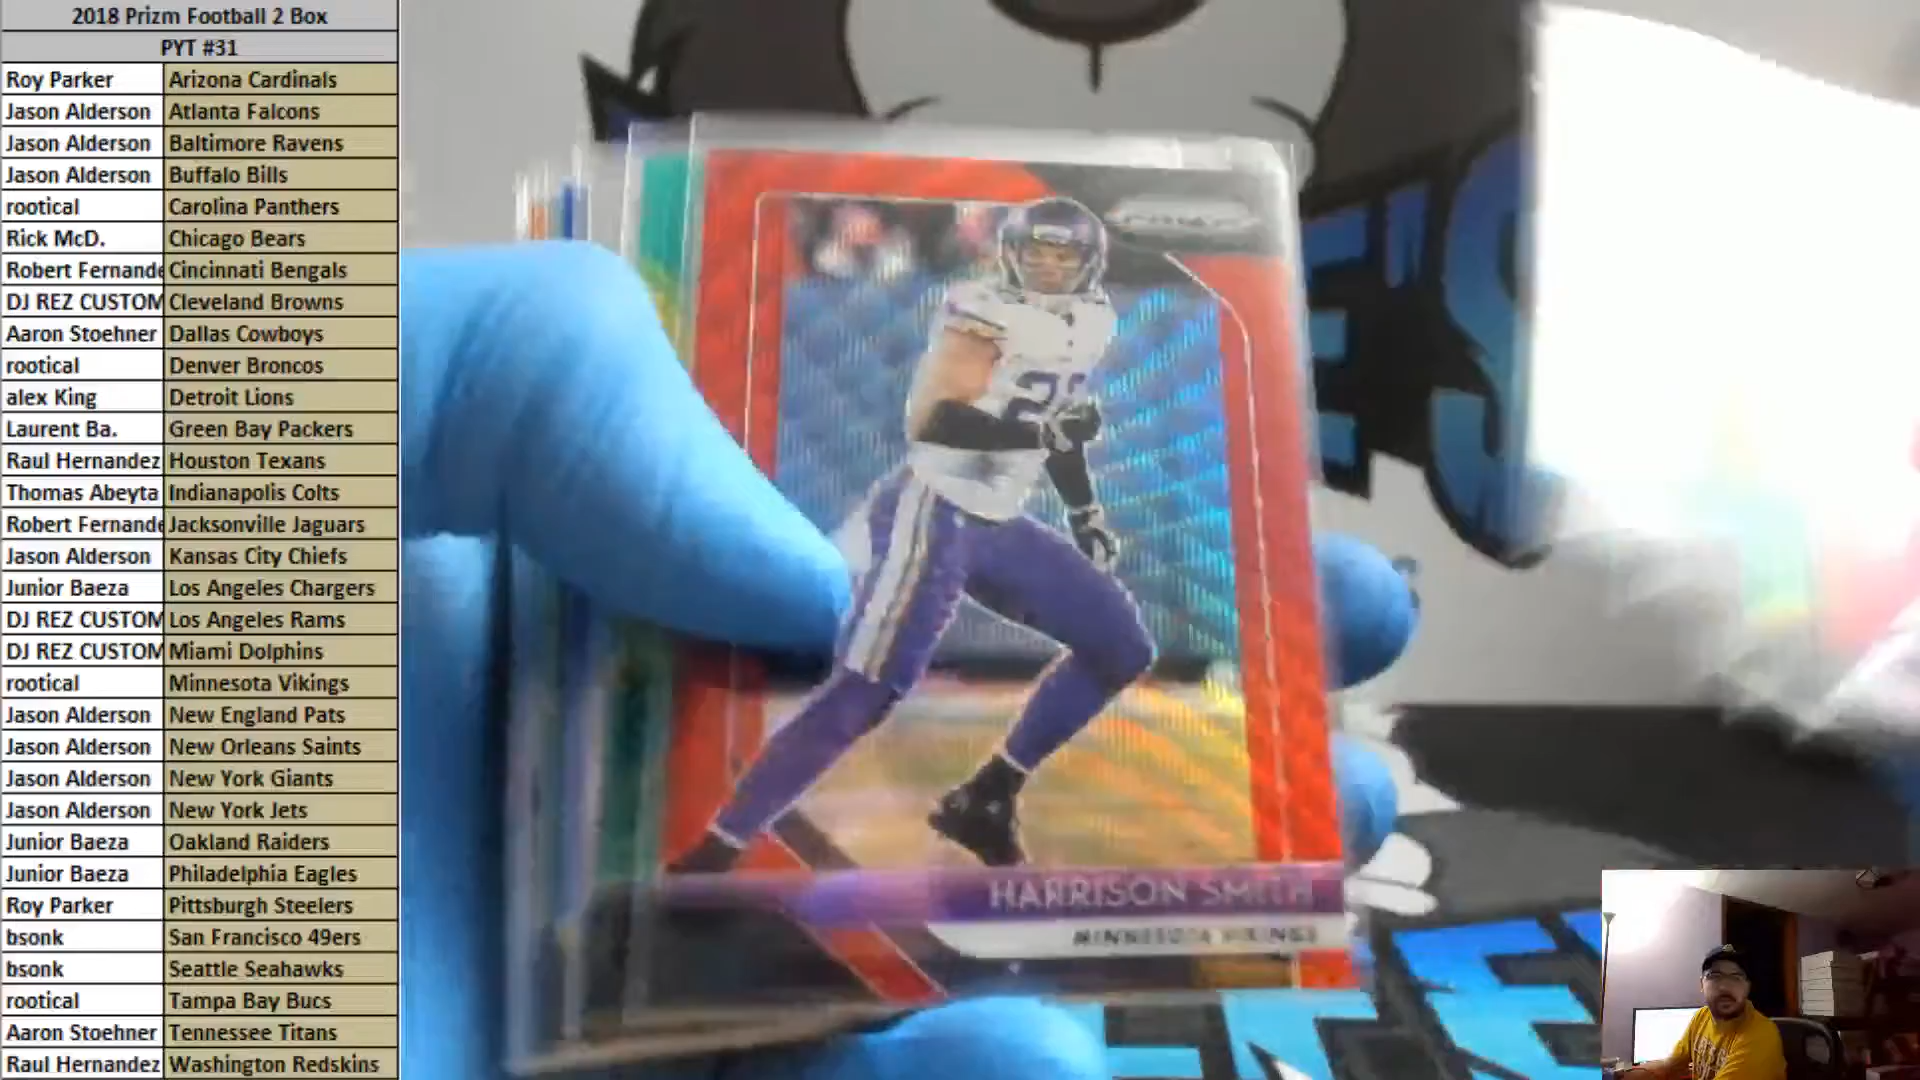 2018 Prizm Football 2 Box
PYT #31
Roy Parker Arizona Cardinals
Jason Alderson Atlanta Falcons
Jason Alderson Baltimore Ravens
Jason Alderson Buffalo Bills
rootical Carolina Panthers
Rick McD. Chicago Bears
Robert Fernande Cincinnati Bengals
DJ REZ CUSTOM Cleveland Browns
Aaron Stoehner Dallas Cowboys
rootical Denver Broncos
alex King Detroit Lions
Laurent Ba. Green Bay Packers
Raul Hernandez Houston Texans
Thomas Abeyta Indianapolis Colts
Robert Fernande Jacksonville Jaguars
Jason Alderson Kansas City Chiefs
Junior Baeza Los Angeles Chargers
DJ REZ CUSTOM Los Angeles Rams
DJ REZ CUSTOM Miami Dolphins
rootical Minnesota Vikings
Jason Alderson New England Pats
Jason Alderson New Orleans Saints
Jason Alderson New York Giants
Jason Alderson New York Jets
Junior Baeza Oakland Raiders
Junior Baeza Philadelphia Eagles
Roy Parker Pittsburgh Steelers
bsonk San Francisco 49ers
bsonk Seattle Seahawks
rootical Tampa Bay Bucs
Aaron Stoehner Tennessee Titans
Raul Hernandez Washington Redskins
PRIZM
HARRISON SMITH
MINNESOTA VIKINGS
E'S